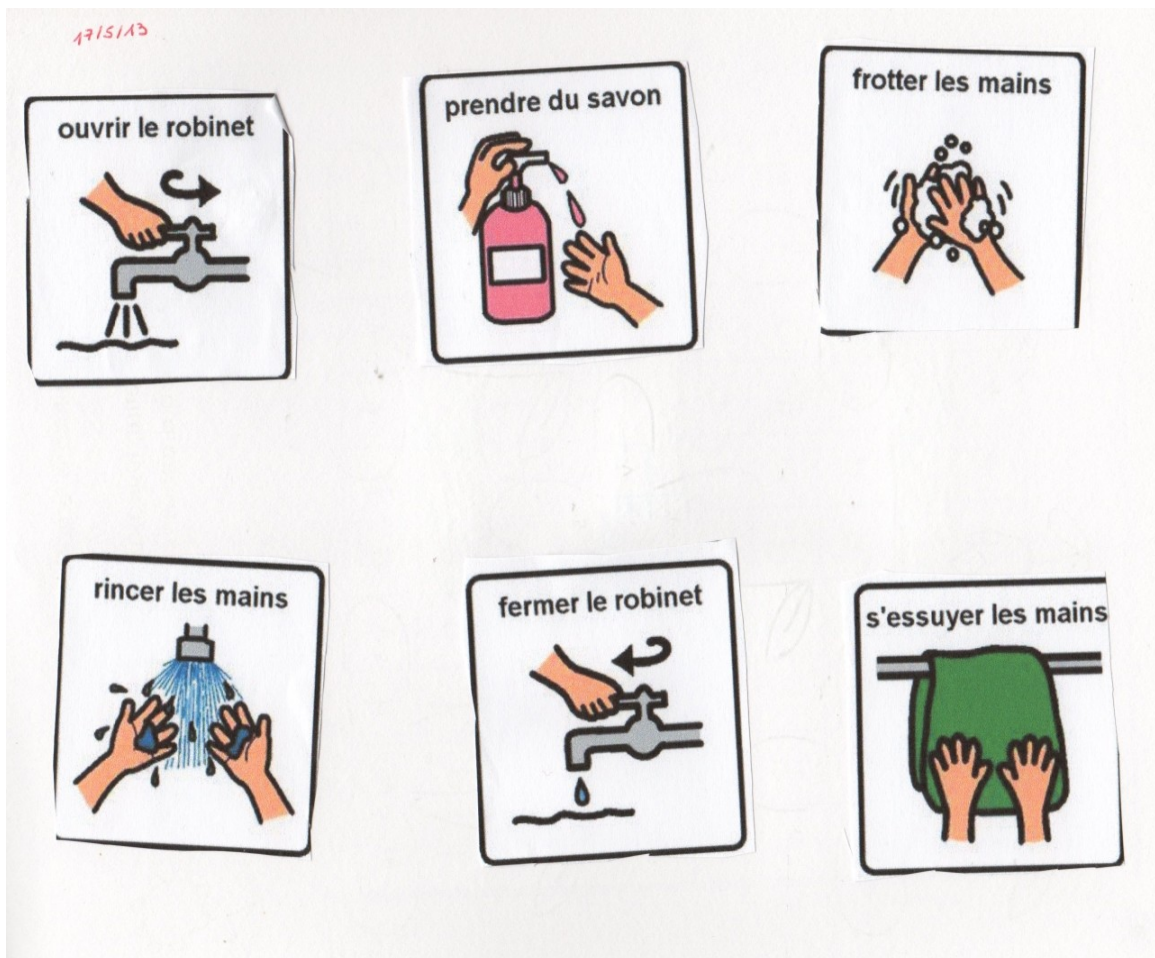 17/5/13
ouvrir le robinet
prendre du savon
frotter les mains
rincer les mains
fermer le robinet
s'essuyer les mains